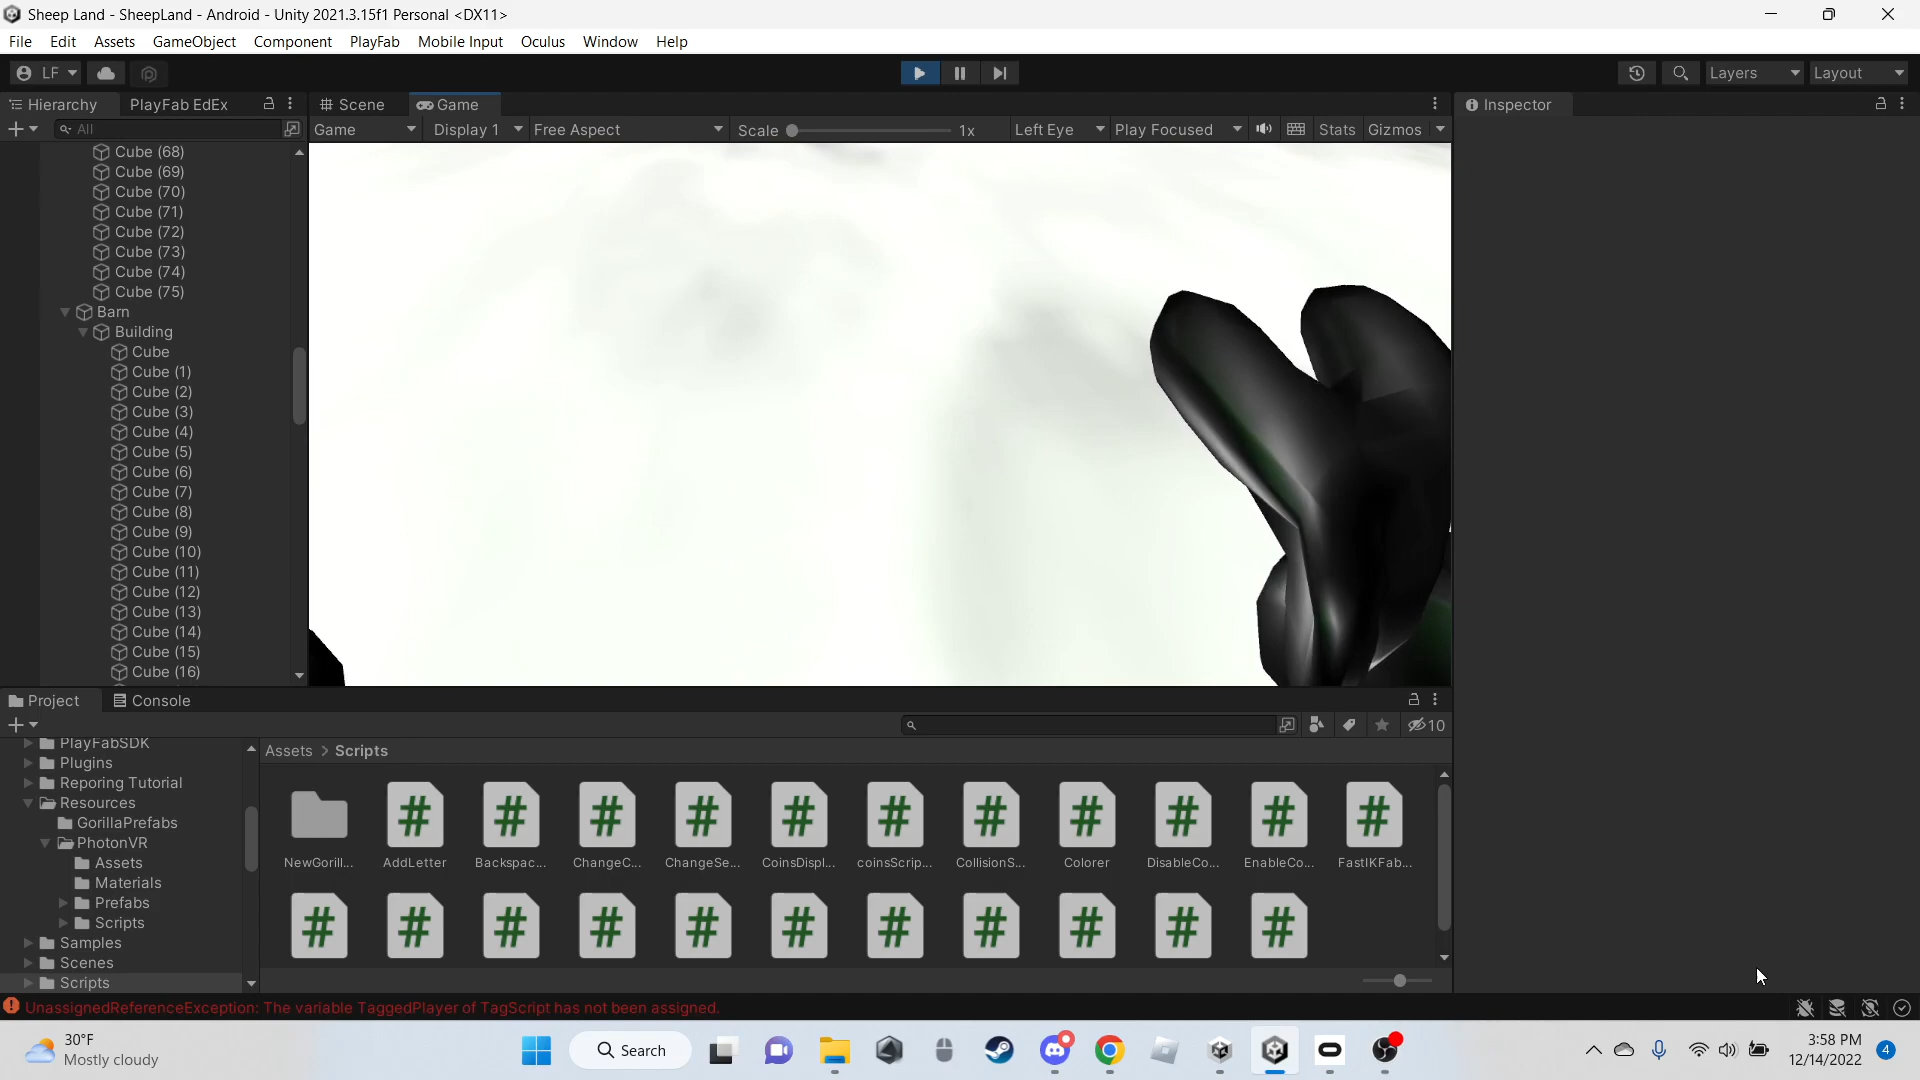 Sheep Land - SheepLand - Android - Unity 2021.3.15f1 Personal <DX11>
File Edit Assets GameObject Component PlayFab Mobile Input Oculus Window Help
LF Layers Layout
Hierarchy PlayFab EdEx Scene Game Inspector
All Game Display 1 Free Aspect Scale 1x Left Eye Play Focused Stats Gizmos
Cube (68)
Cube (69)
Cube (70)
Cube (71)
Cube (72)
Cube (73)
Cube (74)
Cube (75)
Barn
Building
Cube
Cube (1)
Cube (2)
Cube (3)
Cube (4)
Cube (5)
Cube (6)
Cube (7)
Cube (8)
Cube (9)
Cube (10)
Cube (11)
Cube (12)
Cube (13)
Cube (14)
Cube (15)
Cube (16)
Project Console
10
PlayFabSDK
Plugins
Reporing Tutorial
Resources
GorillaPrefabs
PhotonVR
Assets
Materials
Prefabs
Scripts
Samples
Scenes
Scripts
Assets > Scripts
NewGorill... AddLetter Backspac... ChangeC... ChangeSe... CoinsDispl... coinsScrip... CollisionS... Colorer DisableCo... EnableCo... FastIKFab...
UnassignedReferenceException: The variable TaggedPlayer of TagScript has not been assigned.
30°F
Mostly cloudy
Search
3:58 PM
12/14/2022
4